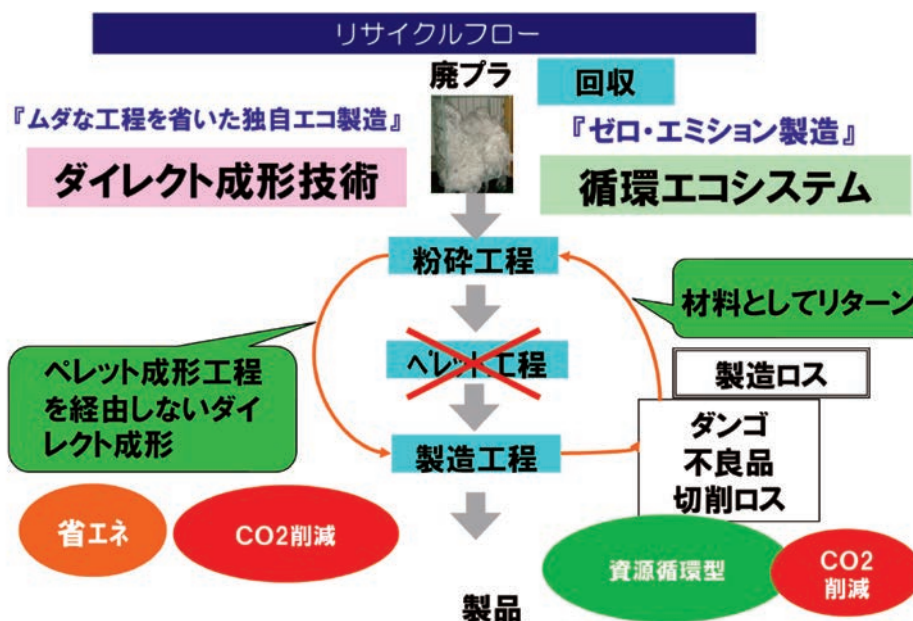 リサイクルフロー
廃プラ
回収
『ムダな工程を省いた独自エコ製造』
『ゼロ・エミション製造』
ダイレクト成形技術
循環エコシステム
粉砕工程
材料としてリターン
ペレット工程
ペレット成形工程
を経由しないダイ
レクト成形
製造ロス
ダンゴ
不良品
切削ロス
製造工程
省エネ
CO2削減
資源循環型
CO2
削減
製品